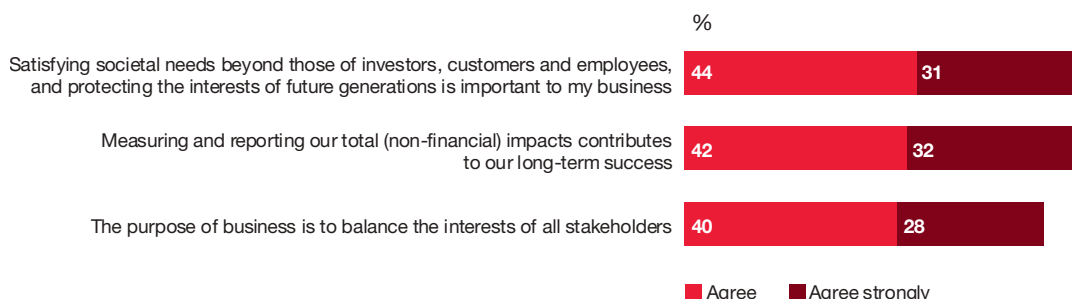 %
Satisfying societal needs beyond those of investors, customers and employees,
and protecting the interests of future generations is important to my business
44 31
Measuring and reporting our total (non-financial) impacts contributes
to our long-term success
42 32
The purpose of business is to balance the interests of all stakeholders
40 28
Agree Agree strongly